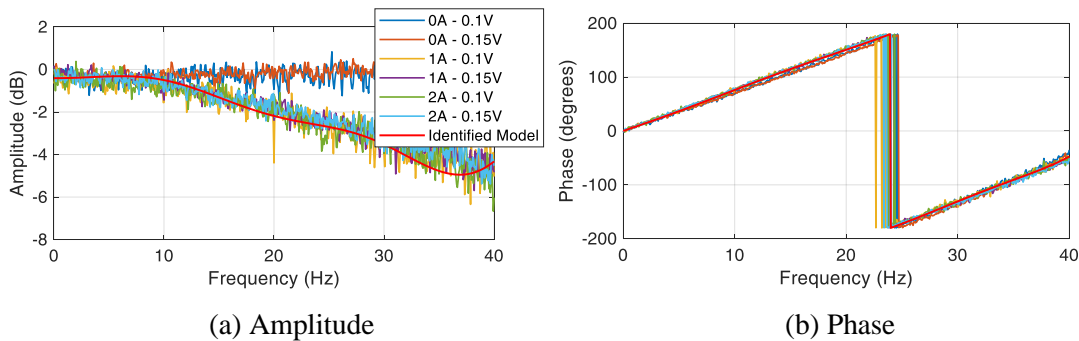 2
0
-2
-4
-6
-8
Amplitude (dB)
0 10 20 30 40
Frequency (Hz)
0A - 0.1V
0A - 0.15V
1A - 0.1V
1A - 0.15V
2A - 0.1V
2A - 0.15V
Identified Model
(a) Amplitude
200
100
0
-100
-200
Phase (degrees)
0 10 20 30 40
Frequency (Hz)
(b) Phase